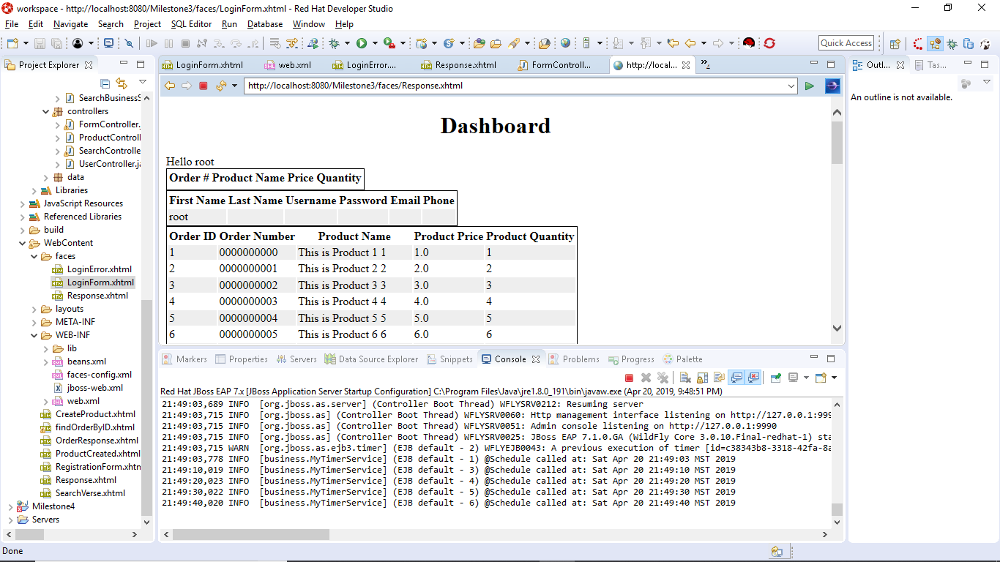 workspace - http://localhost:8080/Milestone3/faces/LoginForm.xhtml - Red Hat Developer Studio
File Edit Navigate Search Project SQL Editor Run Database Window Help
Quick Access
Project Explorer
SearchBusinessS
controllers
FormController.
ProductControll
SearchControlle
UserController.ja
data
Libraries
JavaScript Resources
Referenced Libraries
build
WebContent
faces
LoginError.xhtml
LoginForm.xhtml
Response.xhtml
layouts
META-INF
WEB-INF
lib
beans.xml
faces-config.xml
jboss-web.xml
web.xml
CreateProduct.xhtml
findOrderByID.xhtml
OrderResponse.xhtml
ProductCreated.xhtml
RegistrationForm.xhtm
Response.xhtml
SearchVerse.xhtml
Milestone4
Servers
LoginForm.xhtml web.xml LoginError.... Response.xhtml FormControll... http://locai... 4
http://localhost:8080/Milestone3/faces/Response.xhtml
Dashboard
Hello root
Order # Product Name Price Quantity
First Name Last Name Username Password Email Phone
root
Order ID Order Number Product Name Product Price Product Quantity
1 0000000000 This is Product 1 1 1.0 1
2 0000000001 This is Product 2 2 2.0 2
3 0000000002 This is Product 3 3 3.0 3
4 0000000003 This is Product 4 4 4.0 4
5 0000000004 This is Product 5 5 5.0 5
6 0000000005 This is Product 6 6 6.0 6
Markers Properties Servers Data Source Explorer Snippets Console Problems Progress Palette
Red Hat JBoss EAP 7.x [JBoss Application Server Startup Configuration] C:\Program Files\Java\jre1.8.0_191\bin\javaw.exe (Apr 20, 2019, 9:48:51 PM)
21:49:03,689 INFO [org.jboss.as.server] (Controller Boot Thread) WFLYSRV0212: Resuming server
21:49:03,715 INFO [org.jboss.as] (Controller Boot Thread) WFLYSRV0060: Http management interface listening on http://127.0.0.1:999
21:49:03,715 INFO [org.jboss.as] (Controller Boot Thread) WFLYSRV0051: Admin console listening on http://127.0.0.1:9990
21:49:03,715 INFO [org.jboss.as] (Controller Boot Thread) WFLYSRV0025: JBoss EAP 7.1.0.GA (WildFly Core 3.0.10.Final-redhat-1) sta
21:49:03,715 WARN [org.jboss.as.ejb3.timer] (EJB default - 2) WFLYEJB0043: A previous execution of timer [id=c38343b8-3318-42fa-8a
21:49:03,778 INFO [business.MyTimerService] (EJB default - 1) @Schedule called at: Sat Apr 20 21:49:03 MST 2019
21:49:10,019 INFO [business.MyTimerService] (EJB default - 3) @Schedule called at: Sat Apr 20 21:49:10 MST 2019
21:49:20,023 INFO [business.MyTimerService] (EJB default - 4) @Schedule called at: Sat Apr 20 21:49:20 MST 2019
21:49:30,022 INFO [business.MyTimerService] (EJB default - 5) @Schedule called at: Sat Apr 20 21:49:30 MST 2019
21:49:40,020 INFO [business.MyTimerService] (EJB default - 6) @Schedule called at: Sat Apr 20 21:49:40 MST 2019
Outl... Tas...
An outline is not available.
Done